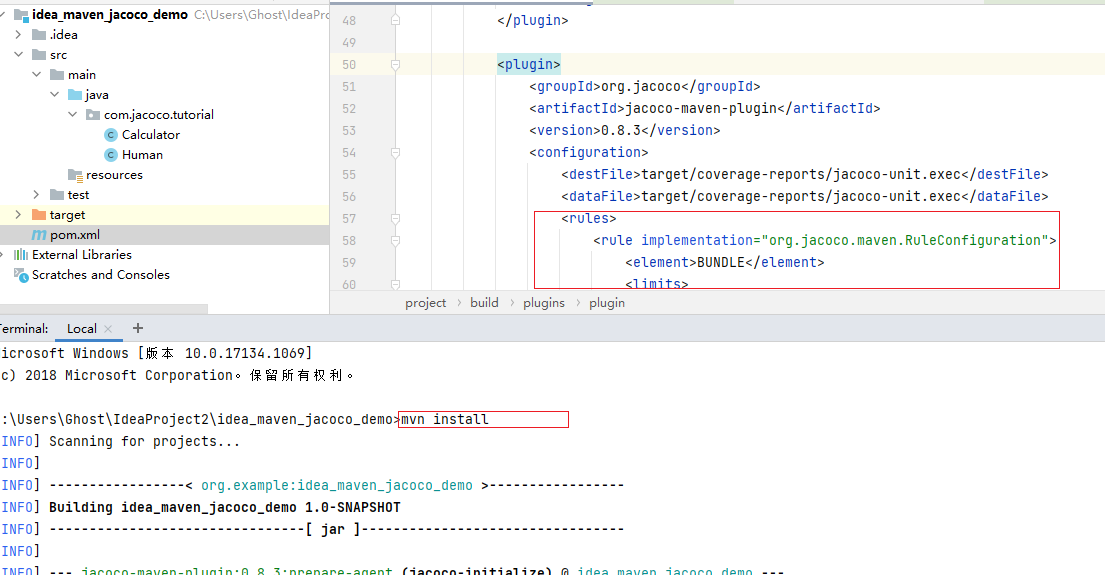 idea_maven_jacoco_demo C:\Users\Ghost\IdeaPro
.idea
src
main
java
com.jacoco.tutorial
C Calculator
C Human
resources
test
target
m pom.xml
External Libraries
Scratches and Consoles
48 </plugin>
49
50 <plugin>
51 <groupId>org.jacoco</groupId>
52 <artifactId>jacoco-maven-plugin</artifactId>
53 <version>0.8.3</version>
54 <configuration>
55 <destFile>target/coverage-reports/jacoco-unit.exec</destFile>
56 <dataFile>target/coverage-reports/jacoco-unit.exec</dataFile>
57 <rules>
58 <rule implementation="org.jacoco.maven.RuleConfiguration">
59 <element>BUNDLE</element>
60 <limits>
project > build > plugins > plugin
Terminal: Local × +
icrosoft Windows [版本 10.0.17134.1069]
c) 2018 Microsoft Corporation。保留所有权利。
:\Users\Ghost\IdeaProject2\idea_maven_jacoco_demo>mvn install
INFO] Scanning for projects...
INFO]
INFO] -----------------< org.example:idea_maven_jacoco_demo >-----------------
INFO] Building idea_maven_jacoco_demo 1.0-SNAPSHOT
INFO] --------------------------------[ jar ]---------------------------------
INFO]
INFO] --- jacoco-maven-plugin:0.8.3:prepare-agent (jacoco-initialize) @ idea_maven_jacoco_demo ---